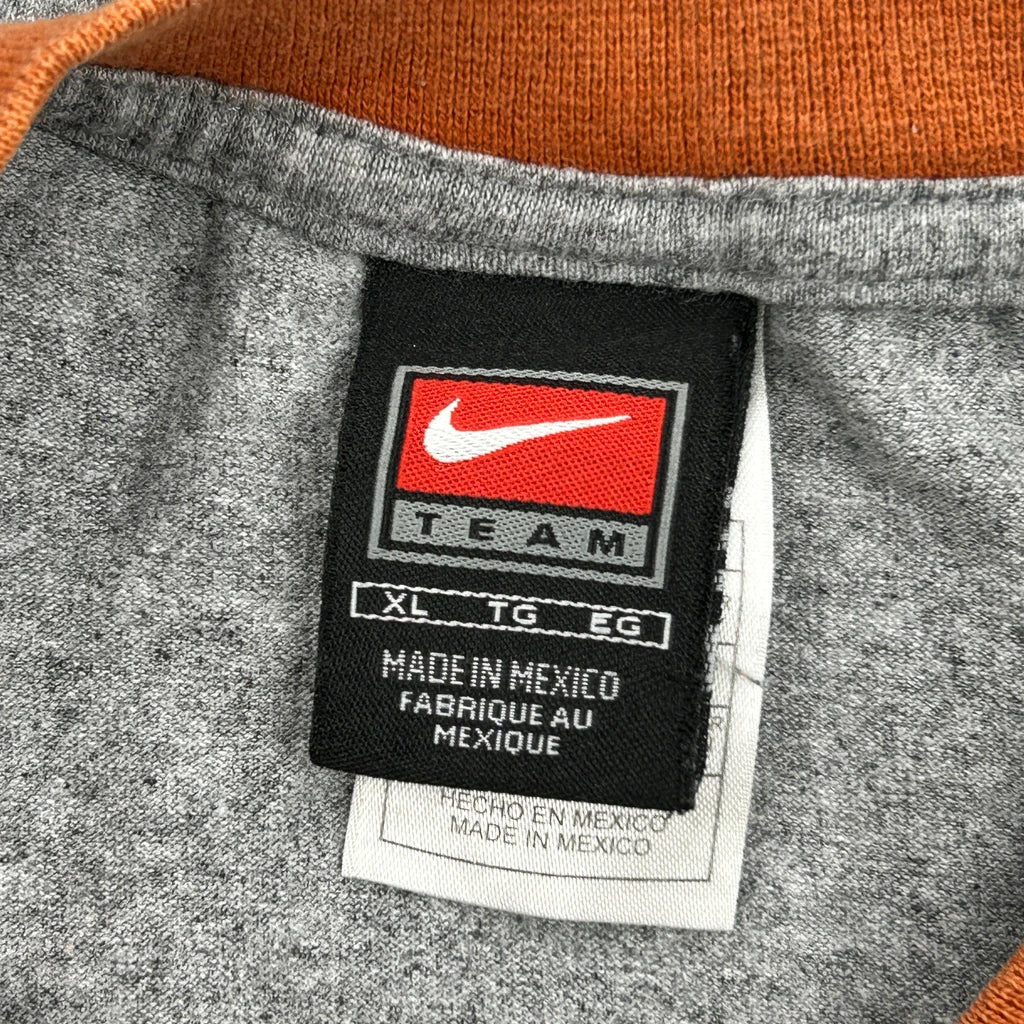 TEAM
XL TG EG
MADE IN MEXICO
FABRIQUE AU
MEXIQUE
HECHO EN MEXICO
MADE IN MEXICO